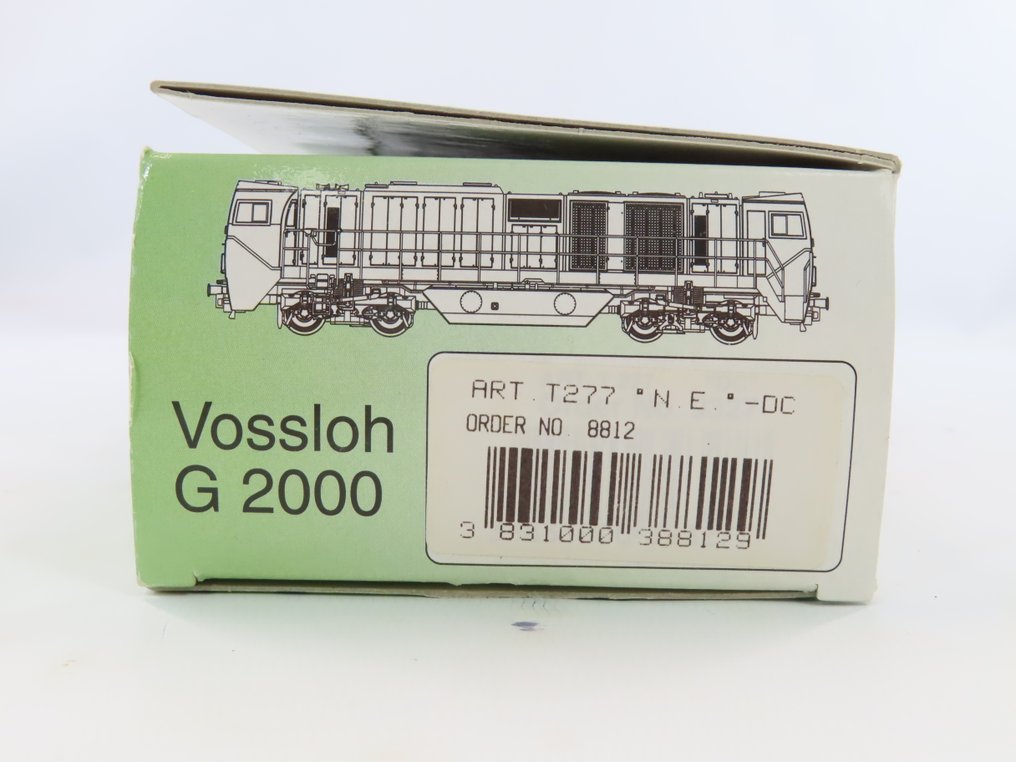 Vossloh
G 2000
ART. T277 "N.E."-DC
ORDER NO. 8812
3 831000 388129